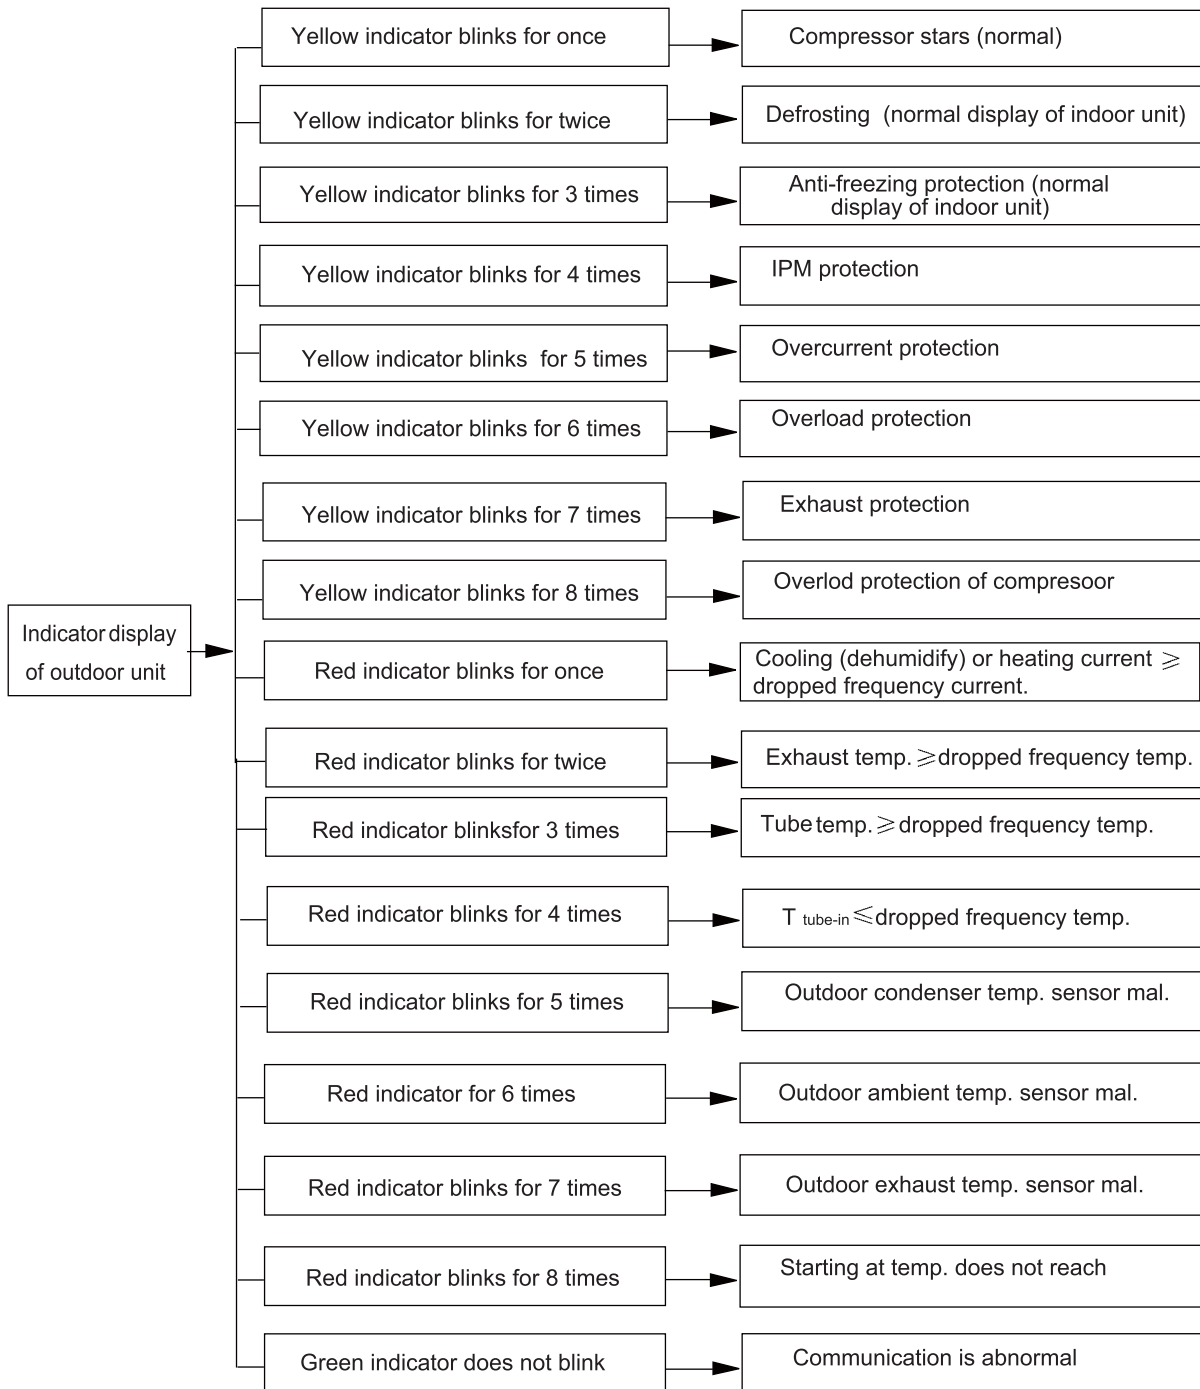 Yellow indicator blinks for once
Compressor stars (normal)
Yellow indicator blinks for twice
Defrosting (normal display of indoor unit)
Yellow indicator blinks for 3 times
Anti-freezing protection (normal
display of indoor unit)
Yellow indicator blinks for 4 times
IPM protection
Yellow indicator blinks for 5 times
Overcurrent protection
Yellow indicator blinks for 6 times
Overload protection
Yellow indicator blinks for 7 times
Exhaust protection
Yellow indicator blinks for 8 times
Overlod protection of compresoor
Indicator display
of outdoor unit
Red indicator blinks for once
Cooling (dehumidify) or heating current ≥
dropped frequency current.
Red indicator blinks for twice
Exhaust temp. ≥dropped frequency temp.
Red indicator blinksfor 3 times
Tube temp. ≥dropped frequency temp.
Red indicator blinks for 4 times
T tube-in ≤dropped frequency temp.
Red indicator blinks for 5 times
Outdoor condenser temp. sensor mal.
Red indicator for 6 times
Outdoor ambient temp. sensor mal.
Red indicator blinks for 7 times
Outdoor exhaust temp. sensor mal.
Red indicator blinks for 8 times
Starting at temp. does not reach
Green indicator does not blink
Communication is abnormal